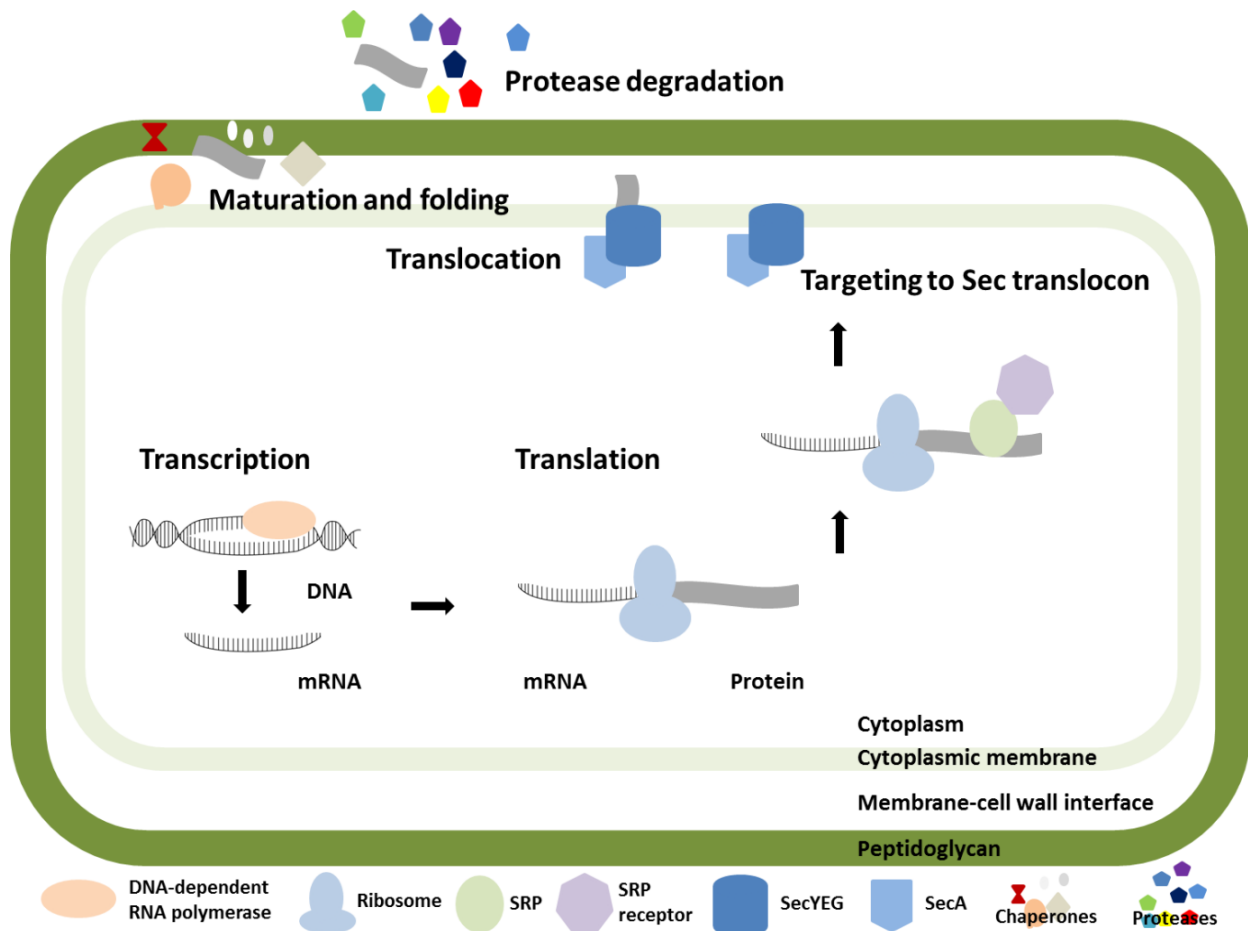 Protease degradation
Maturation and folding
Translocation
Targeting to Sec translocon
Transcription
Translation
DNA
mRNA
mRNA
Protein
Cytoplasm
Cytoplasmic membrane
Membrane-cell wall interface
Peptidoglycan
DNA-dependent
RNA polymerase
Ribosome
SRP
SRP
receptor
SecYEG
SecA
Chaperones
Proteases